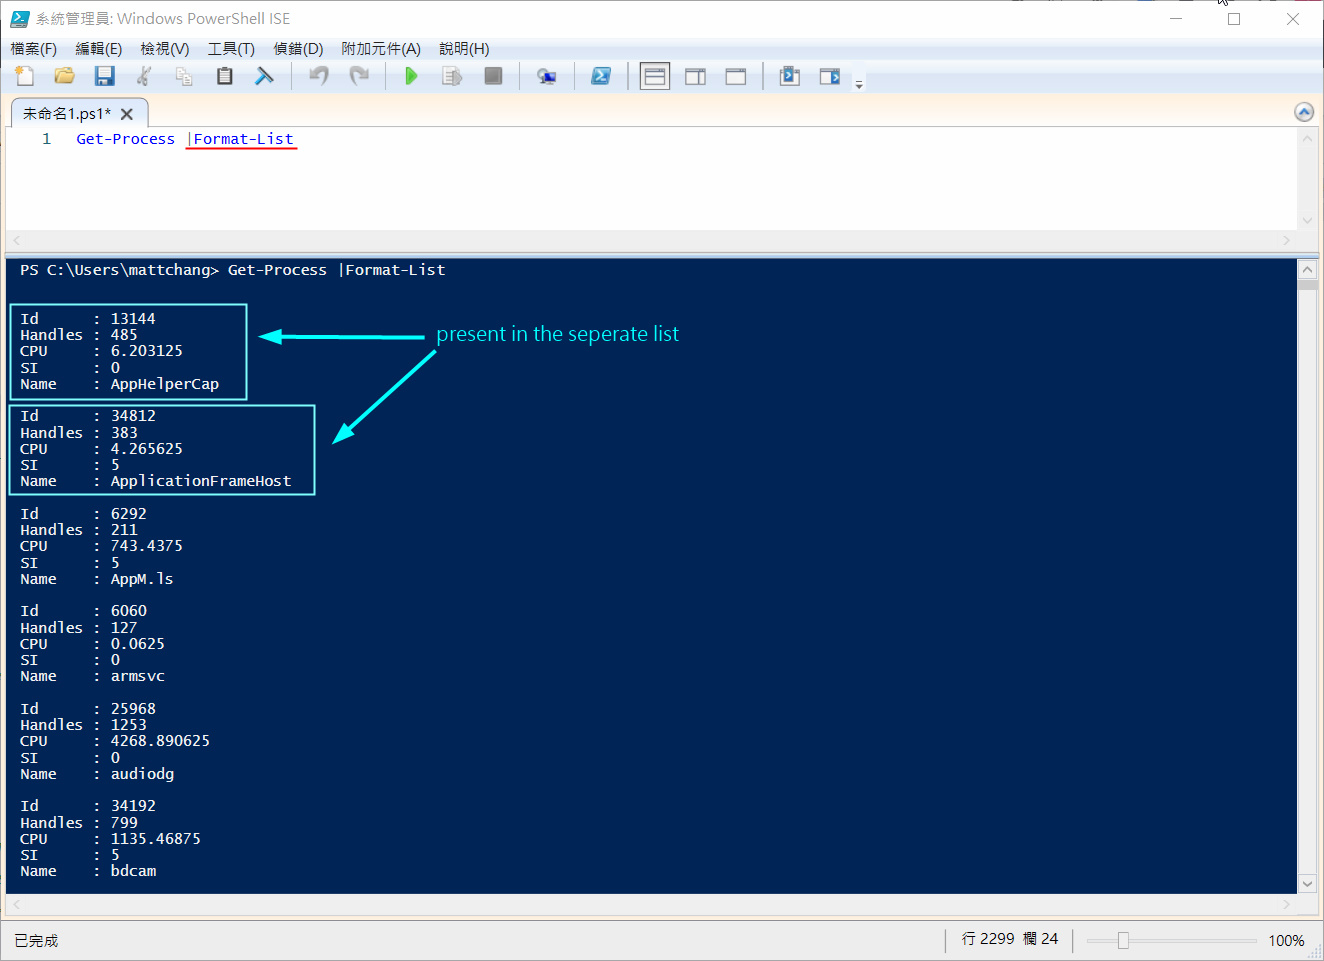 系統管理員: Windows PowerShell ISE
檔案(F) 編輯(E) 檢視(V) 工具(T) 偵錯(D) 附加元件(A) 說明(H)
未命名1.ps1*
1 Get-Process |Format-List
PS C:\Users\mattchang> Get-Process |Format-List
Id : 13144
Handles : 485
CPU : 6.203125
SI : 0
Name : AppHelperCap
present in the seperate list
Id : 34812
Handles : 383
CPU : 4.265625
SI : 5
Name : ApplicationFrameHost
Id : 6292
Handles : 211
CPU : 743.4375
SI : 5
Name : AppM.ls
Id : 6060
Handles : 127
CPU : 0.0625
SI : 0
Name : armsvc
Id : 25968
Handles : 1253
CPU : 4268.890625
SI : 0
Name : audiodg
Id : 34192
Handles : 799
CPU : 1135.46875
SI : 5
Name : bdcam
已完成
行 2299 欄 24
100%